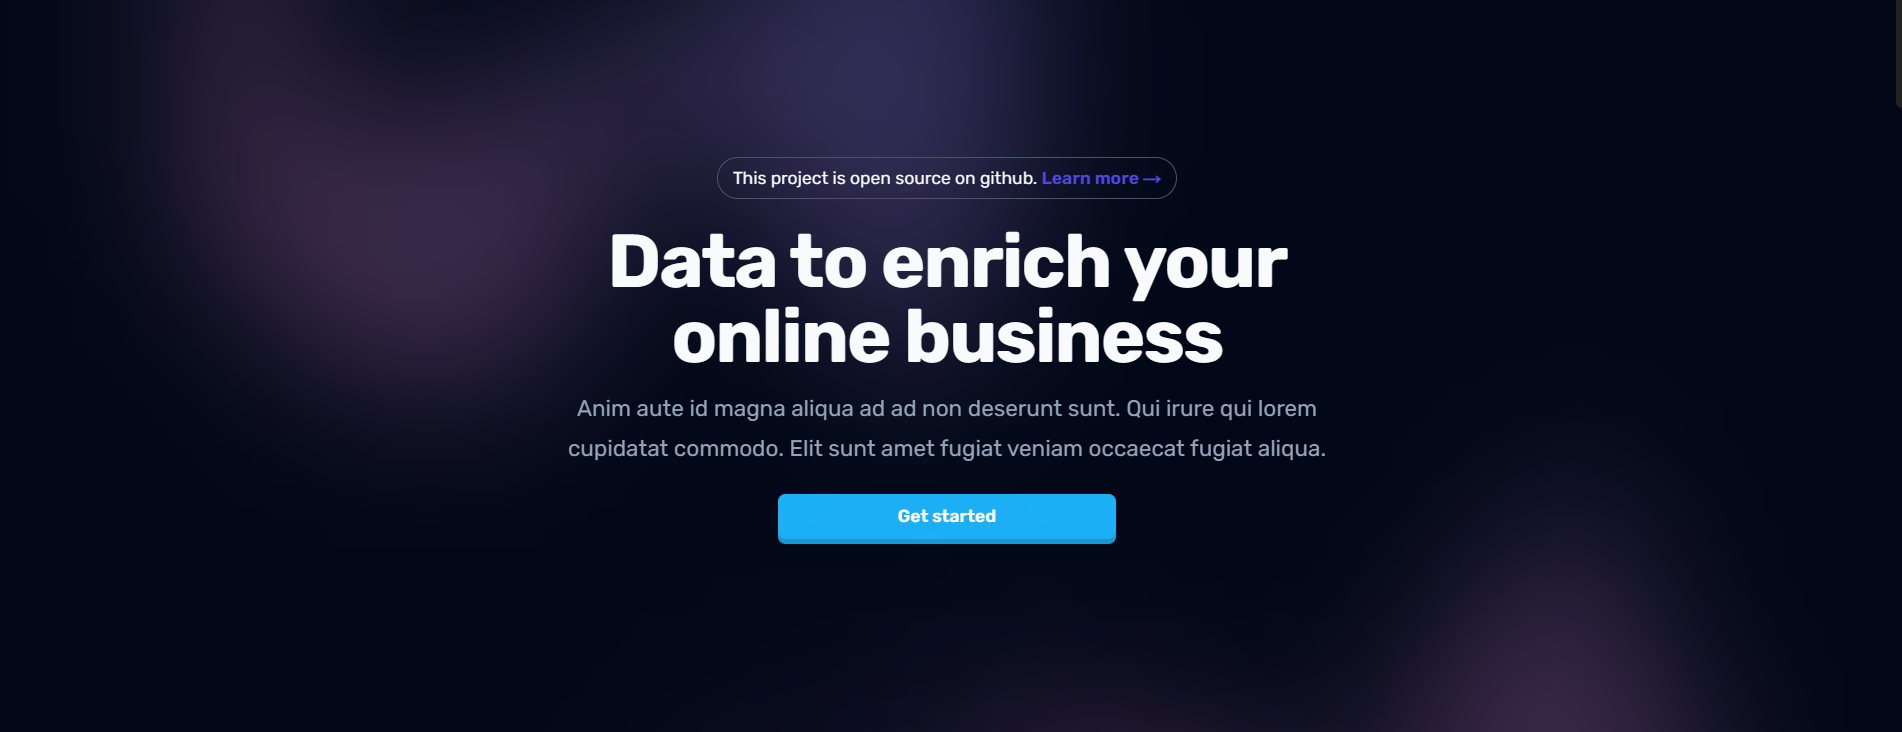 This project is open source on github. Learn more →
Data to enrich your
online business
Anim aute id magna aliqua ad ad non deserunt sunt. Qui irure qui lorem
cupidatat commodo. Elit sunt amet fugiat veniam occaecat fugiat aliqua.
Get started